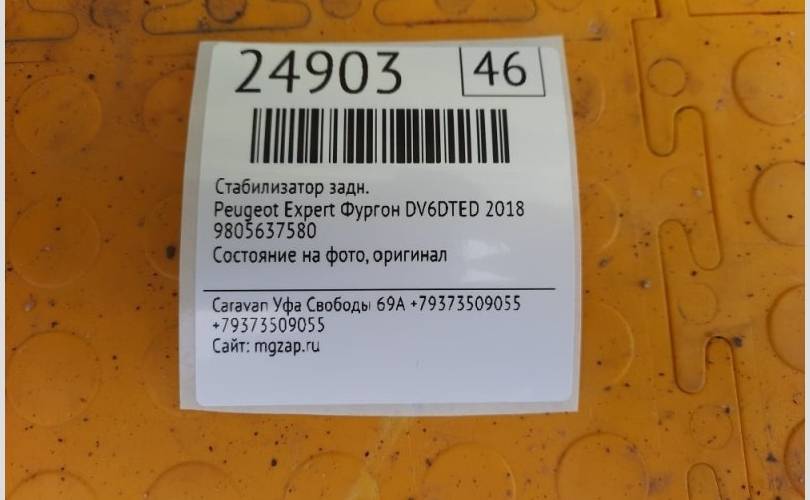 24903 46
Стабилизатор задн.
Peugeot Expert Фургон DV6DTED 2018
9805637580
Состояние на фото, оригинал
Caravan Уфа Свободы 69А +79373509055
+79373509055
Сайт: mgzap.ru